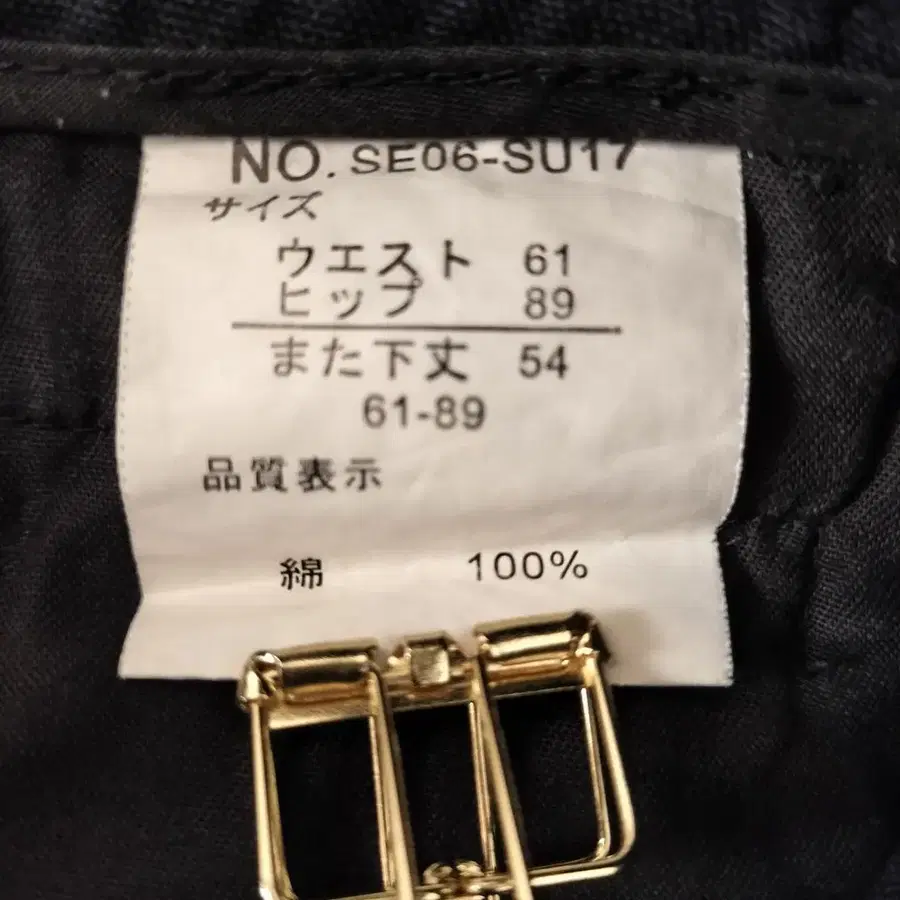 NO. SE06-SU17
サイズ
ウエスト 61
ヒップ 89
また下丈 54
61-89
品質表示
綿 100%